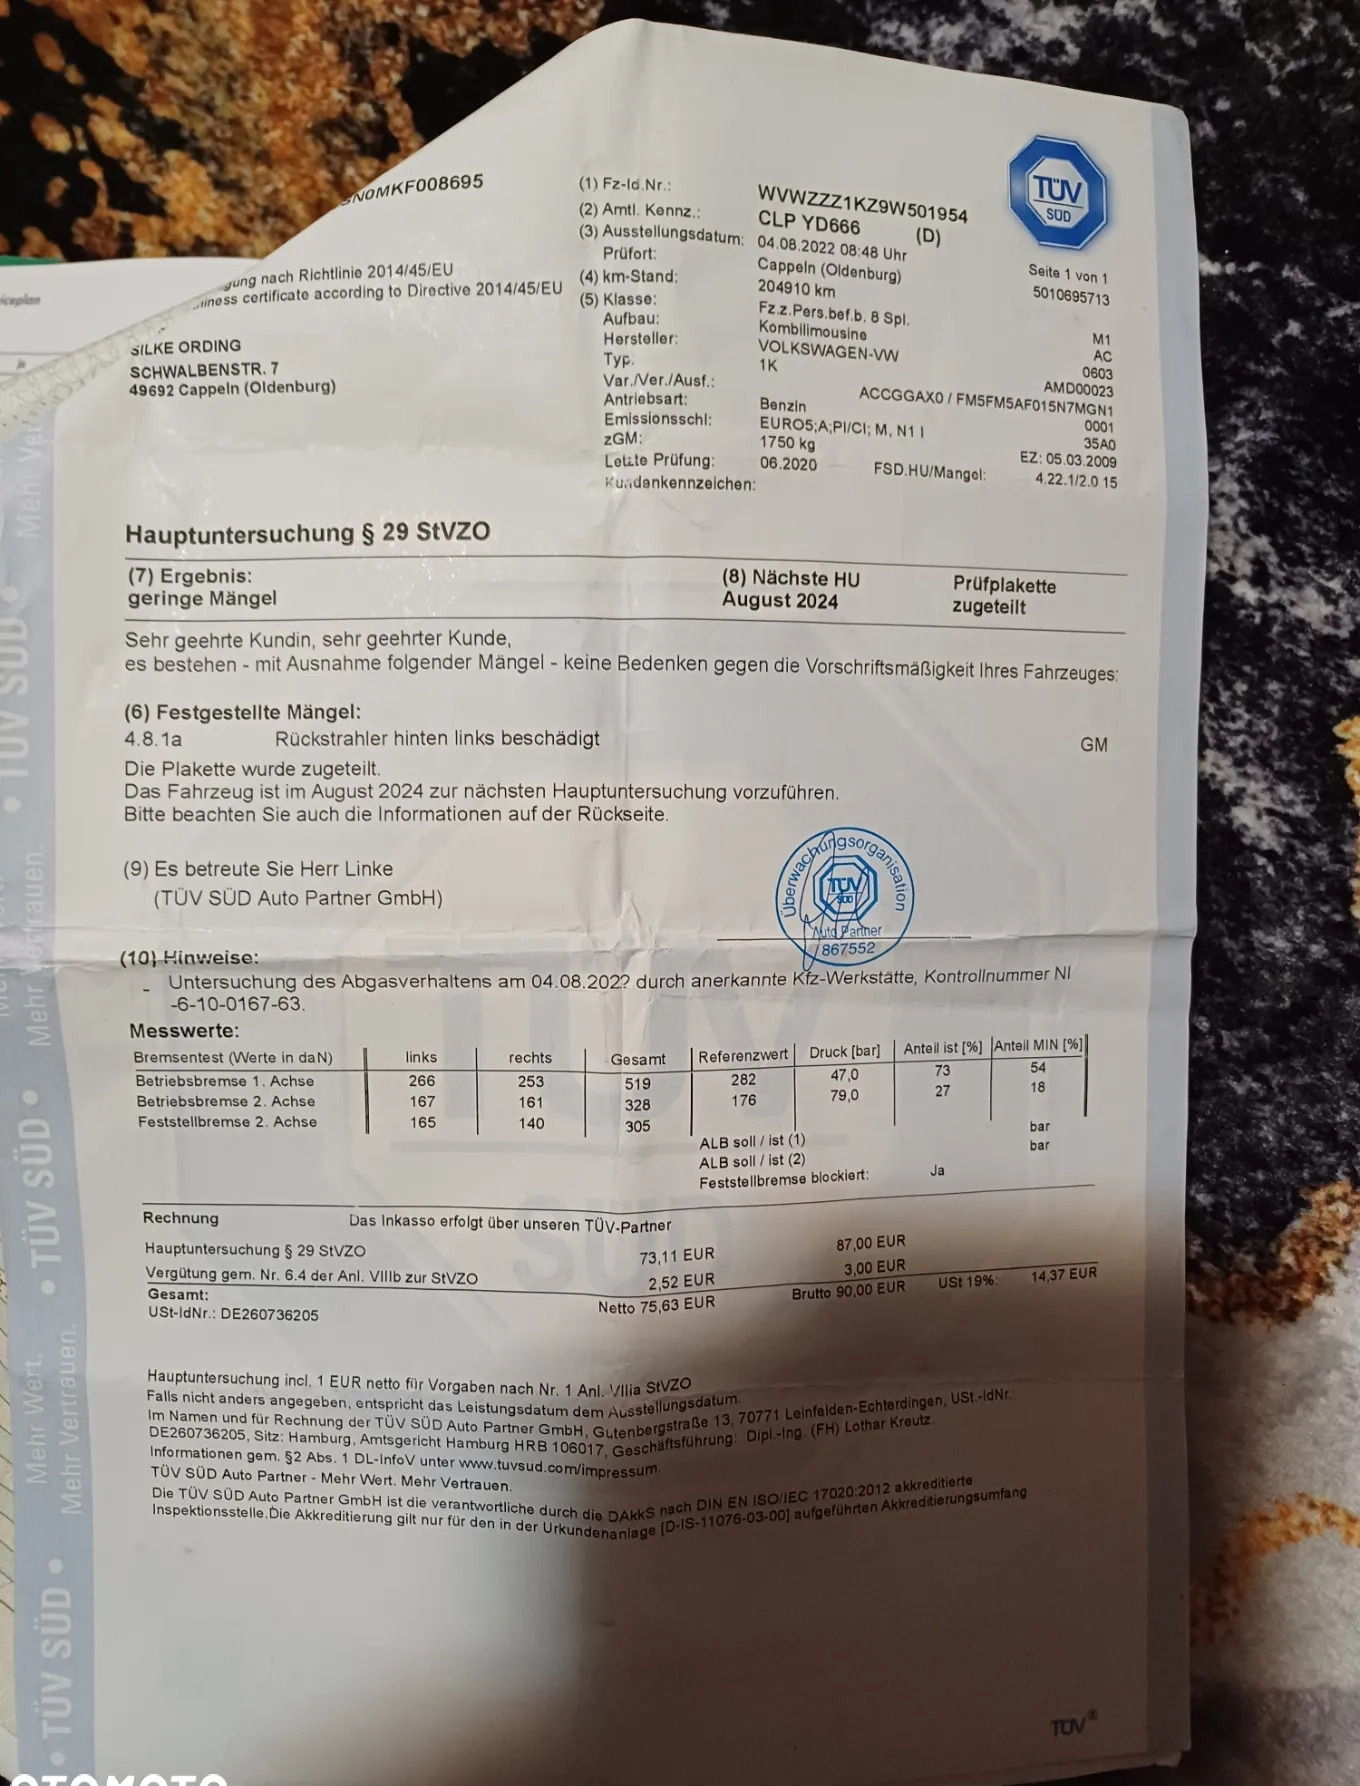 TÜV
SÜD
N0MKF008695
nach Richtlinie 2014/45/EU
certificate according to Directive 2014/45/EU
SILKE ORDING
SCHWALBENSTR. 7
49692 Cappeln (Oldenburg)
(1) Fz-Id.Nr.: WVWZZZ1KZ9W501954
(2) Amtl. Kennz.: CLP YD666 (D)
(3) Ausstellungsdatum: 04.08.2022 08:48 Uhr Seite 1 von 1
Prüfort: Cappeln (Oldenburg) 5010695713
(4) km-Stand: 204910 km
(5) Klasse: Fz.z.Pers.bef.b. 8 Spl. M1
Aufbau: Kombilimousine AC
Hersteller: VOLKSWAGEN-VW 0603
Typ: 1K AMD00023
Var./Ver./Ausf.: ACCGGAX0 / FM5FM5AF015N7MGN1
Antriebsart: Benzin 0001
Emissionsschl: EURO5;A;PI/CI; M, N1 I 35A0
zGM: 1750 kg EZ: 05.03.2009
Letzte Prüfung: 06.2020 FSD.HU/Mangel: 4.22.1/2.0.15
Kundenkennzeichen:
Hauptuntersuchung § 29 StVZO
(7) Ergebnis: (8) Nächste HU Prüfplakette
geringe Mängel August 2024 zugeteilt
Sehr geehrte Kundin, sehr geehrter Kunde,
es bestehen - mit Ausnahme folgender Mängel - keine Bedenken gegen die Vorschriftsmäßigkeit Ihres Fahrzeuges:
(6) Festgestellte Mängel:
4.8.1a Rückstrahler hinten links beschädigt GM
Die Plakette wurde zugeteilt.
Das Fahrzeug ist im August 2024 zur nächsten Hauptuntersuchung vorzuführen.
Bitte beachten Sie auch die Informationen auf der Rückseite.
(9) Es betreute Sie Herr Linke
(TÜV SÜD Auto Partner GmbH)
Überwachungsorganisation
TÜV
SÜD
Auto Partner
867552
(10) Hinweise:
- Untersuchung des Abgasverhaltens am 04.08.2022 durch anerkannte Kfz-Werkstätte, Kontrollnummer NI
-6-10-0167-63.
Messwerte:
Bremsentest (Werte in daN) links rechts Gesamt Referenzwert Druck [bar] Anteil ist [%] Anteil MIN [%]
Betriebsbremse 1. Achse 266 253 519 282 47,0 73 54
Betriebsbremse 2. Achse 167 161 328 176 79,0 27 18
Feststellbremse 2. Achse 165 140 305
ALB soll / ist (1) bar
ALB soll / ist (2) bar
Feststellbremse blockiert: Ja
Rechnung Das Inkasso erfolgt über unseren TÜV-Partner
Hauptuntersuchung § 29 StVZO 73,11 EUR 87,00 EUR
Vergütung gem. Nr. 6.4 der Anl. VIIIb zur StVZO 2,52 EUR 3,00 EUR
Gesamt: Netto 75,63 EUR Brutto 90,00 EUR USt 19%: 14,37 EUR
USt-IdNr.: DE260736205
Hauptuntersuchung incl. 1 EUR netto für Vorgaben nach Nr. 1 Anl. VIIIa StVZO
Falls nicht anders angegeben, entspricht das Leistungsdatum dem Ausstellungsdatum.
Im Namen und für Rechnung der TÜV SÜD Auto Partner GmbH, Gutenbergstraße 13, 70771 Leinfelden-Echterdingen, USt.-IdNr.:
DE260736205, Sitz: Hamburg, Amtsgericht Hamburg HRB 106017, Geschäftsführung: Dipl.-Ing. (FH) Lothar Kreutz.
Informationen gem. §2 Abs. 1 DL-InfoV unter www.tuvsud.com/impressum.
TÜV SÜD Auto Partner - Mehr Wert. Mehr Vertrauen.
Die TÜV SÜD Auto Partner GmbH ist die verantwortliche durch die DAkkS nach DIN EN ISO/IEC 17020:2012 akkreditierte
Inspektionsstelle.Die Akkreditierung gilt nur für den in der Urkundenanlage [D-IS-11076-03-00] aufgeführten Akkreditierungsumfang
TÜV®
TÜV SÜD • TÜV SÜD • TÜV SÜD
Mehr Wert.
Mehr Vertrauen.
OTOMOTO